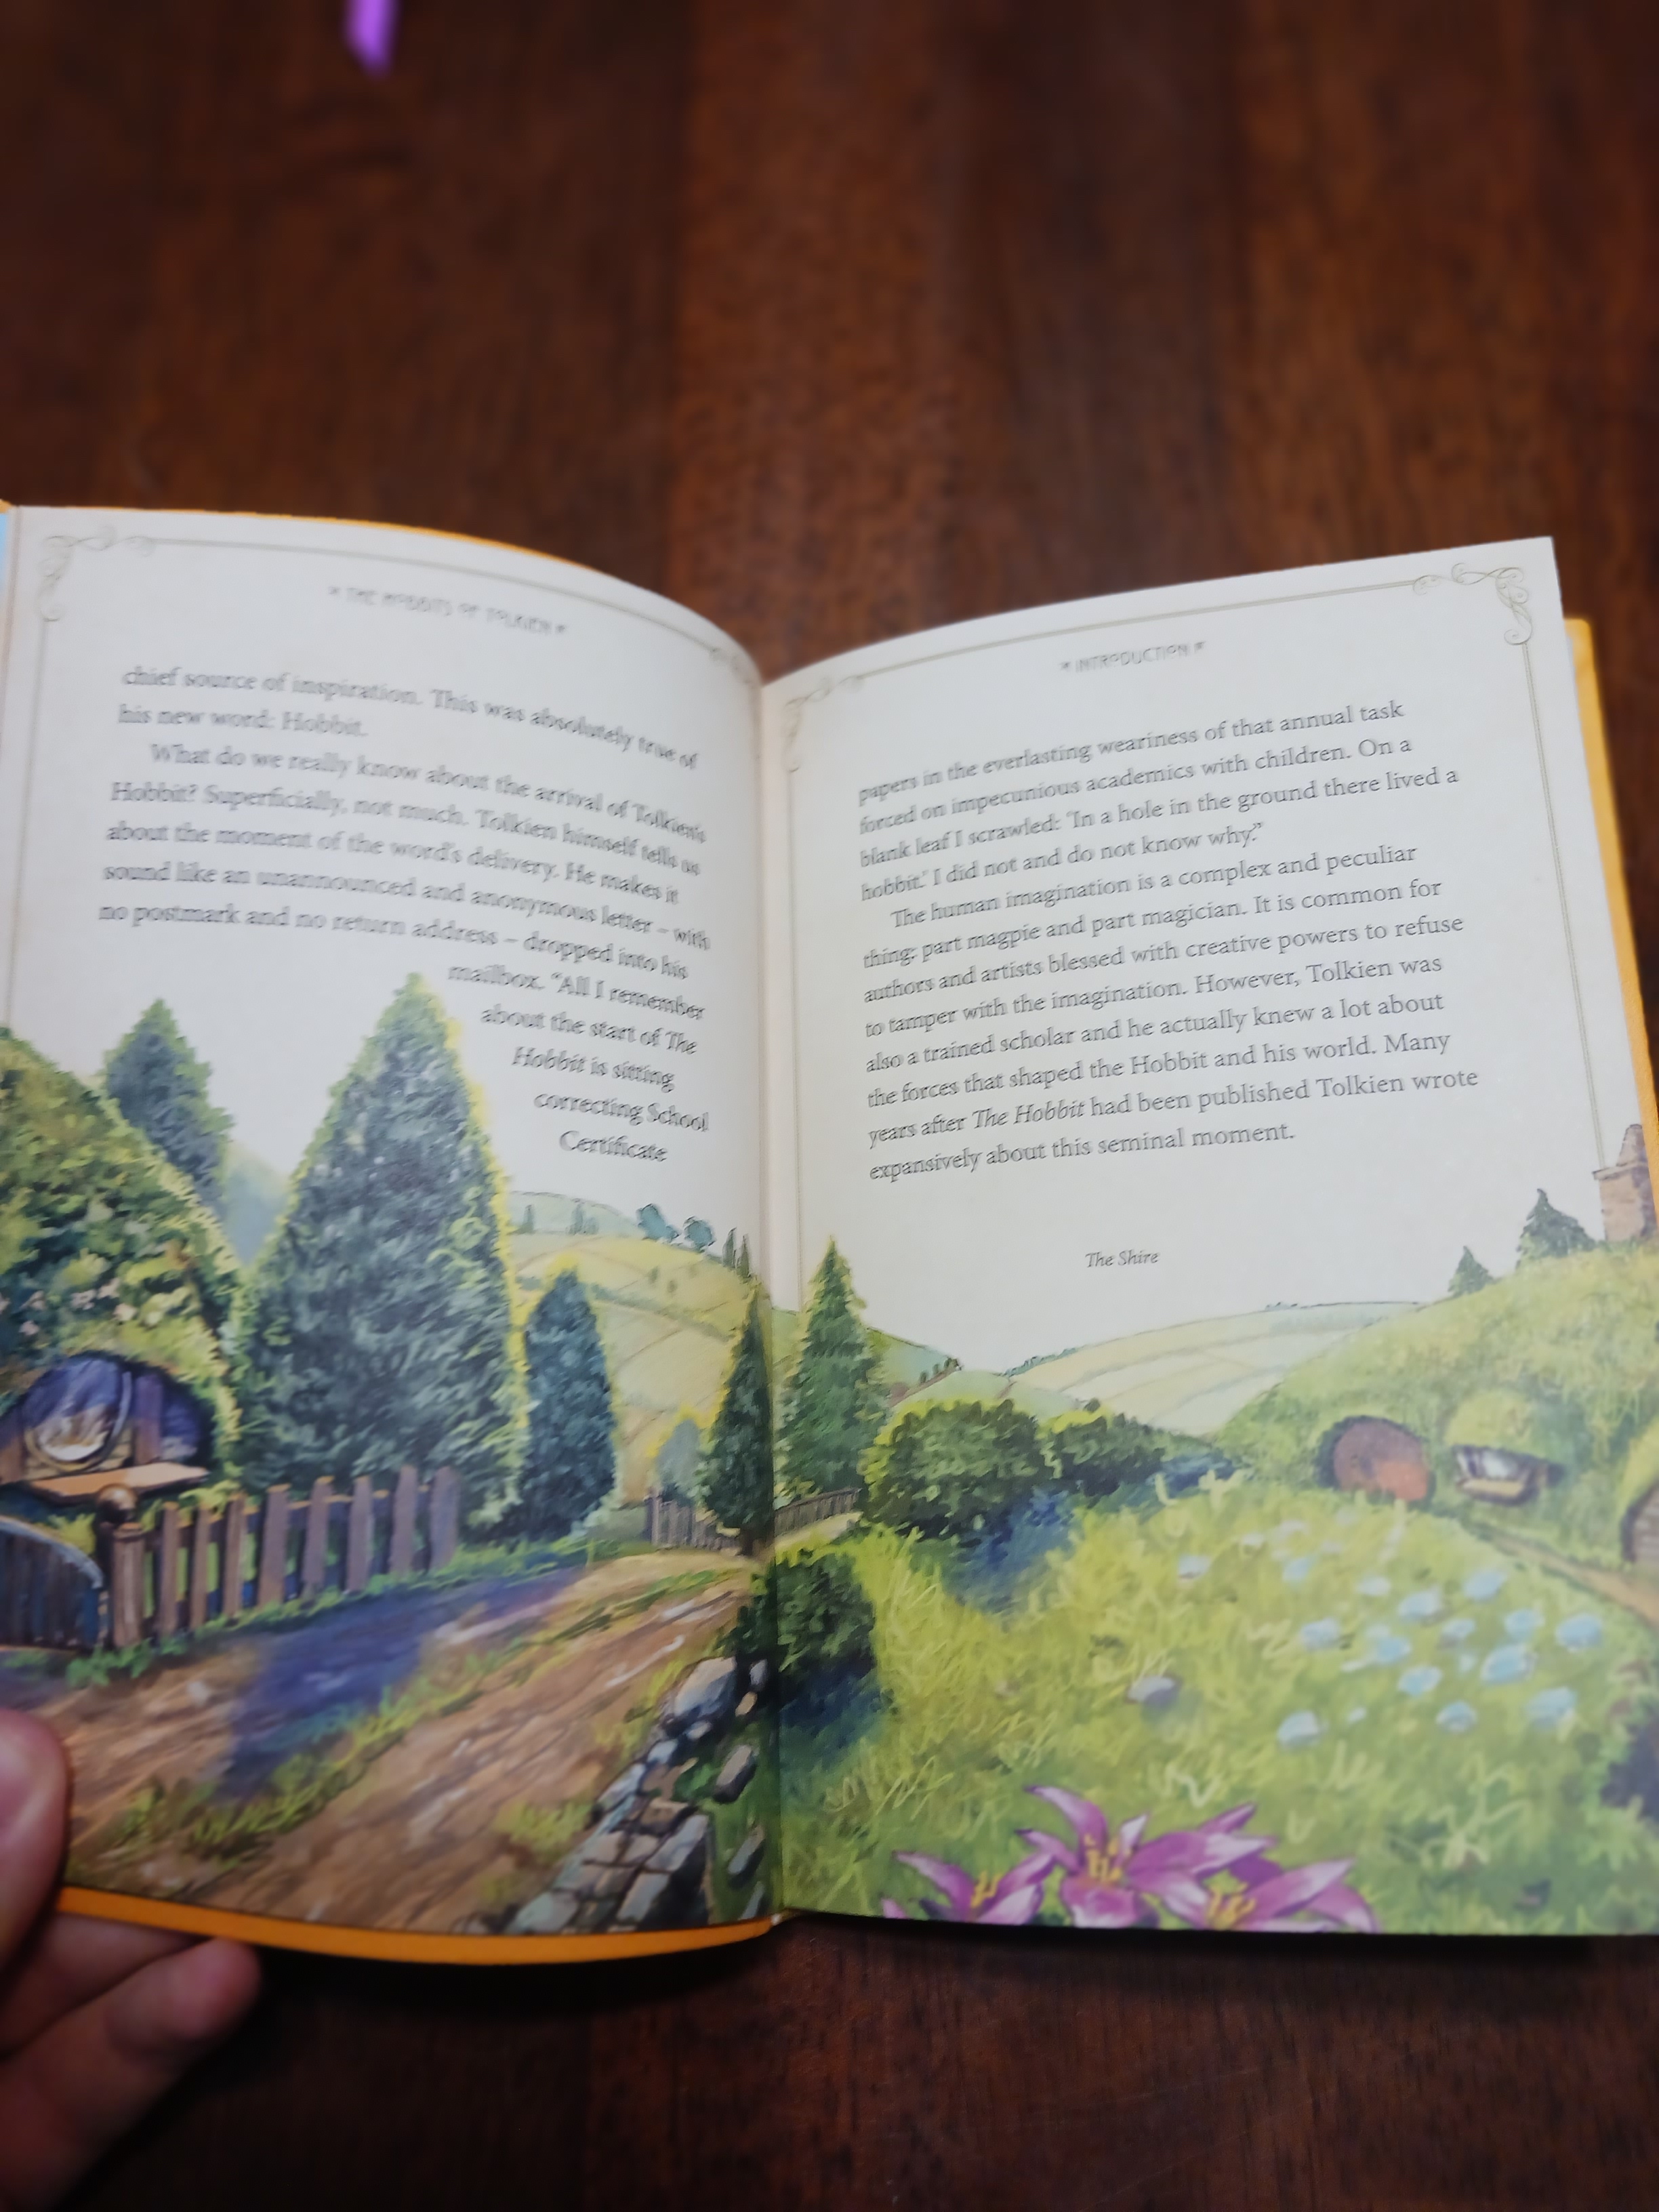 * THE HOBBITS OF TOLKIEN *
chief source of inspiration. This was absolutely true of
his new word: Hobbit.
What do we really know about the arrival of Tolkien's
Hobbit? Superficially, not much. Tolkien himself tells us
about the moment of the word's delivery. He makes it
sound like an unannounced and anonymous letter – with
no postmark and no return address – dropped into his
mailbox. “All I remember
about the start of The
Hobbit is sitting
correcting School
Certificate
* INTRODUCTION *
papers in the everlasting weariness of that annual task
forced on impecunious academics with children. On a
blank leaf I scrawled: ‘In a hole in the ground there lived a
hobbit.’ I did not and do not know why.”
The human imagination is a complex and peculiar
thing: part magpie and part magician. It is common for
authors and artists blessed with creative powers to refuse
to tamper with the imagination. However, Tolkien was
also a trained scholar and he actually knew a lot about
the forces that shaped the Hobbit and his world. Many
years after The Hobbit had been published Tolkien wrote
expansively about this seminal moment.
The Shire